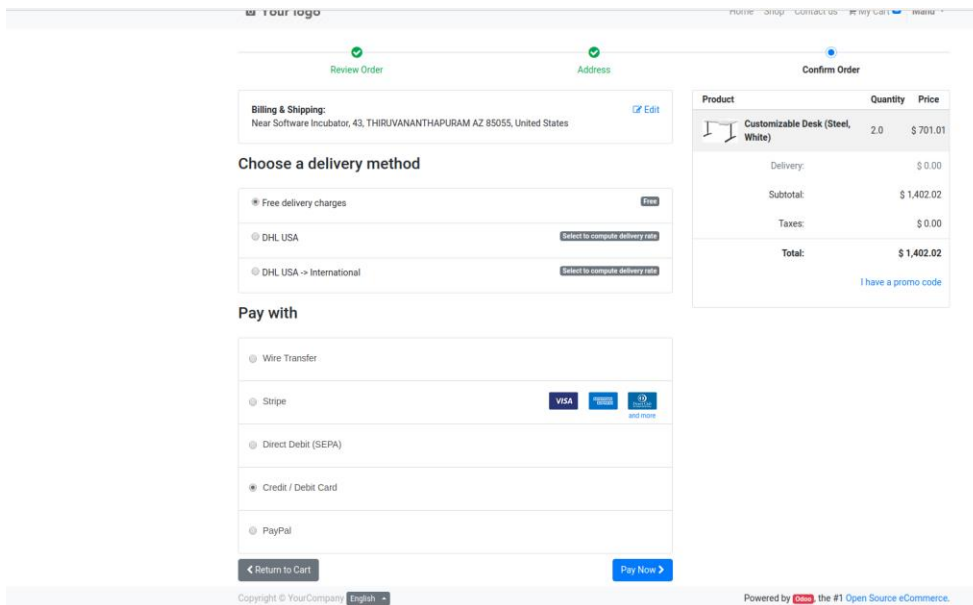 Your logo
Home Shop Contact us My Cart Manu
Review Order
Address
Confirm Order
Billing & Shipping:
Edit
Near Software Incubator, 43, THIRUVANANTHAPURAM AZ 85055, United States
Choose a delivery method
Free delivery charges
Free
DHL USA
Select to compute delivery rate
DHL USA -> International
Select to compute delivery rate
Pay with
Wire Transfer
Stripe
VISA
and more
Direct Debit (SEPA)
Credit / Debit Card
PayPal
Return to Cart
Pay Now
Product Quantity Price
Customizable Desk (Steel,
White)
2.0 $ 701.01
Delivery: $ 0.00
Subtotal: $ 1,402.02
Taxes: $ 0.00
Total: $ 1,402.02
I have a promo code
Copyright © YourCompany English
Powered by Odoo, the #1 Open Source eCommerce.